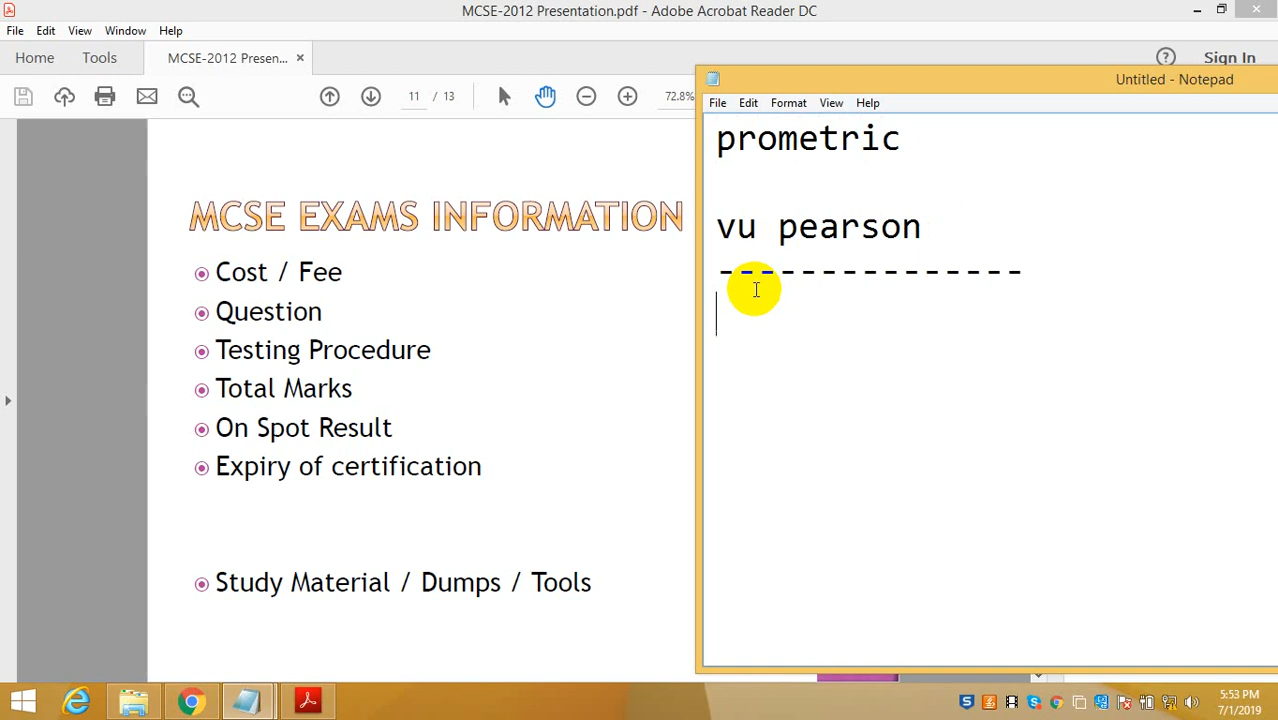 MCSE-2012 Presentation.pdf - Adobe Acrobat Reader DC
File Edit View Window Help
Home Tools MCSE-2012 Presen... ×
? Sign In
11 / 13 72.8%
Untitled - Notepad
File Edit Format View Help
prometric
vu pearson
---------------
MCSE EXAMS INFORMATION
Cost / Fee
Question
Testing Procedure
Total Marks
On Spot Result
Expiry of certification
Study Material / Dumps / Tools
5:53 PM
7/1/2019